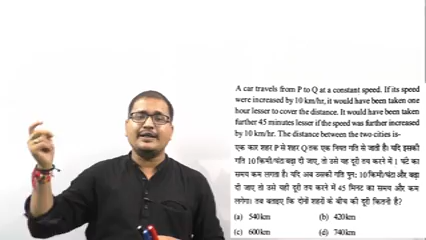 A car travels from P to Q at a constant speed. If its speed
were increased by 10 km/hr, it would have been taken one
hour lesser to cover the distance. It would have been taken
further 45 minutes lesser if the speed was further increased
by 10 km/hr. The distance between the two cities is-
एक कार शहर P से शहर Q तक एक नियत गति से जाती है। यदि इसकी
गति 10 किमी/घंटा बढ़ा दी जाए, तो उसे यह दूरी तय करने में 1 घंटे का
समय कम लगता है। यदि अब उसकी गति पुनः 10 किमी/घंटा और बढ़ा
दी जाए तो उसे यही दूरी तय करने में 45 मिनट का समय और कम
लगेगा। तब बताइए कि दोनों शहरों के बीच की दूरी कितनी है?
(a) 540km (b) 420km
(c) 600km (d) 740km